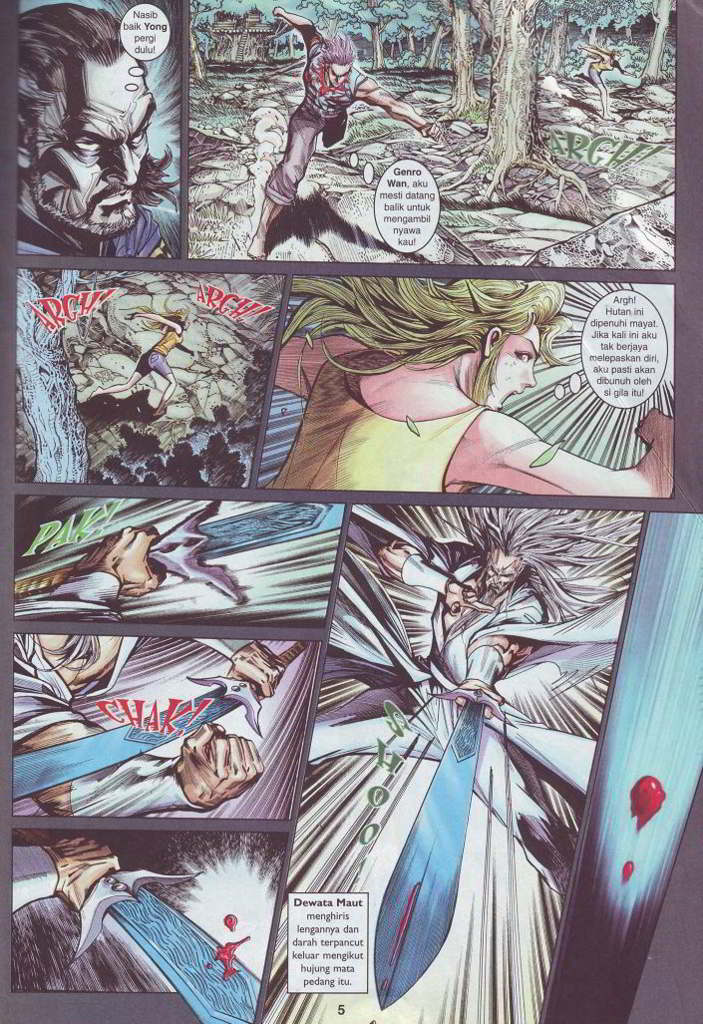 Nasib
baik Yong
pergi
dulu!
Genro
Wan, aku
mesti datang
balik untuk
mengambil
nyawa
kau!
ARGH!
ARGH!
ARGH!
Argh!
Hutan ini
dipenuhi mayat.
Jika kali ini aku
tak berjaya
melepaskan diri,
aku pasti akan
dibunuh oleh
si gila itu!
PAK!
CHAK!
SHOO!
Dewata Maut
menghiris
lengannya dan
darah terpancut
keluar mengikut
hujung mata
pedang itu.
5